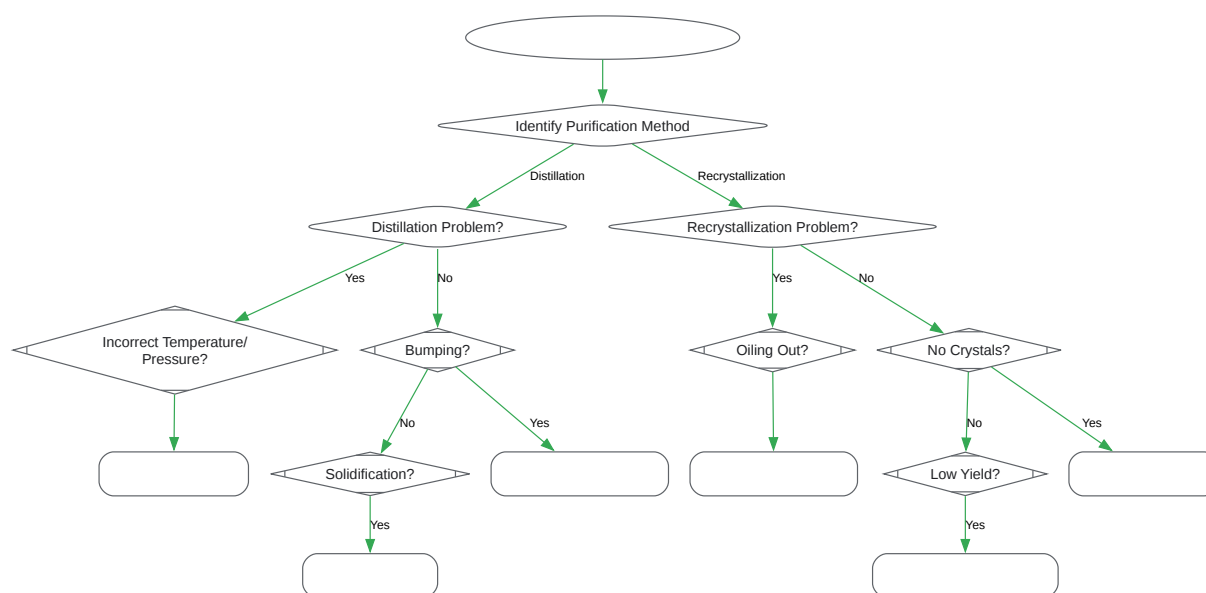 Identify Purification Method
Distillation
Recrystallization
Distillation Problem?
Recrystallization Problem?
Yes
No
Yes
No
Incorrect Temperature/
Pressure?
Bumping?
Oiling Out?
No Crystals?
No
Yes
No
Yes
Solidification?
Low Yield?
Yes
Yes